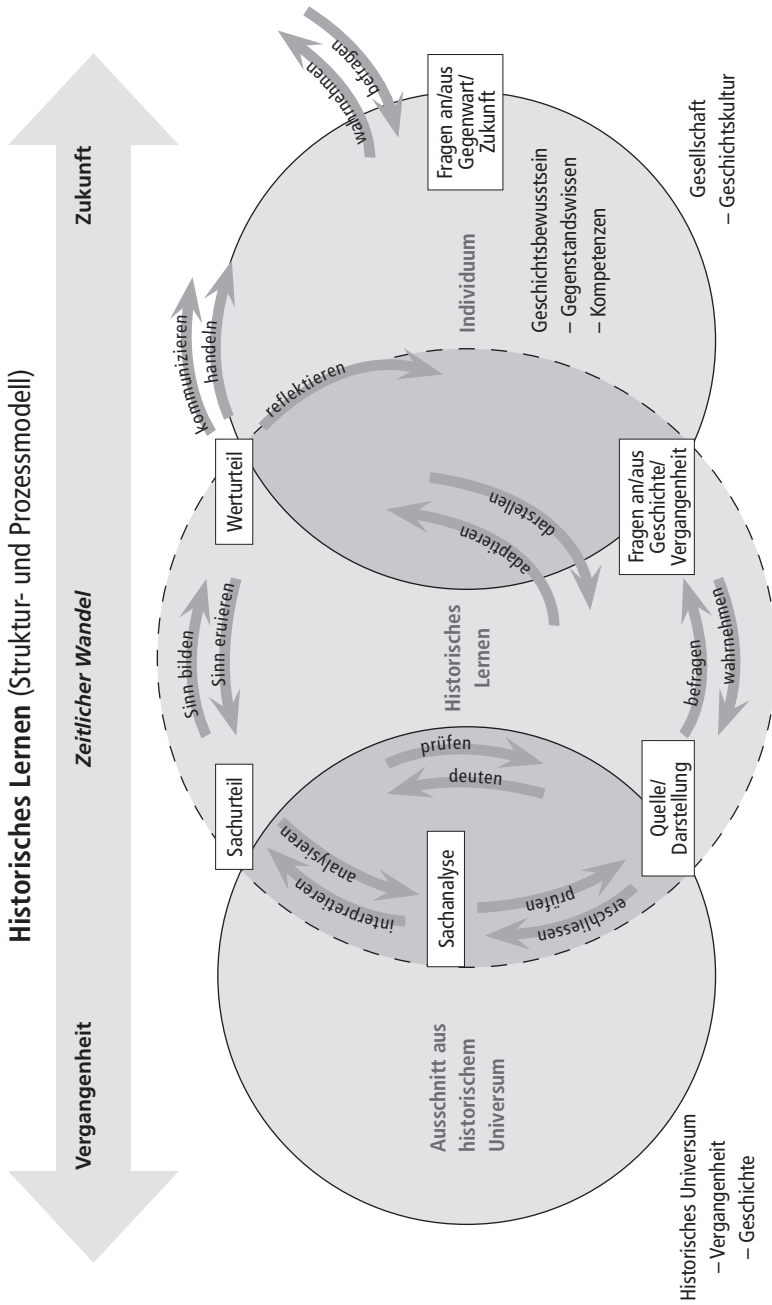 Historisches Lernen (Struktur- und Prozessmodell)
Vergangenheit
Zeitlicher Wandel
Zukunft
Sachurteil
Sinn bilden
Sinn eruieren
Werturteil
kommunizieren
handeln
reflektieren
wahrnehmen
befragen
analysieren
interpretieren
Ausschnitt aus
historischem
Universum
Sachanalyse
prüfen
deuten
Historisches
Lernen
adaptieren
darstellen
Individuum
Fragen an/aus
Gegenwart/
Zukunft
Geschichtsbewusstsein
– Gegenstandswissen
– Kompetenzen
prüfen
erschliessen
Quelle/
Darstellung
befragen
wahrnehmen
Fragen an/aus
Geschichte/
Vergangenheit
Historisches Universum
– Vergangenheit
– Geschichte
Gesellschaft
– Geschichtskultur